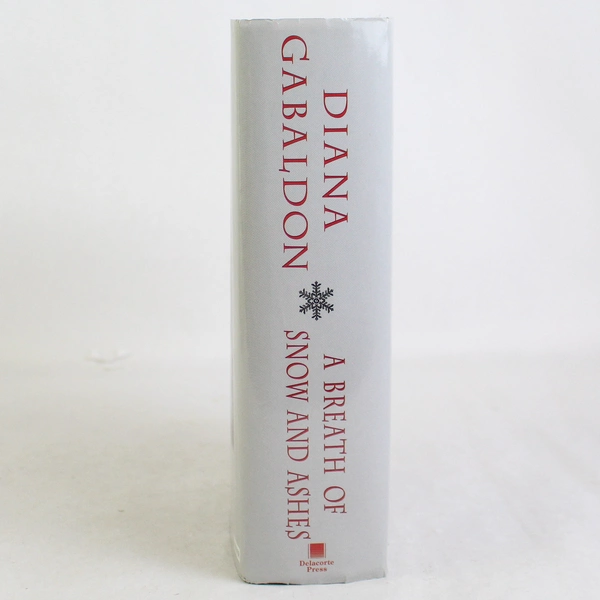 DIANA
GABALDON
A BREATH OF
SNOW AND ASHES
Delacorte
Press